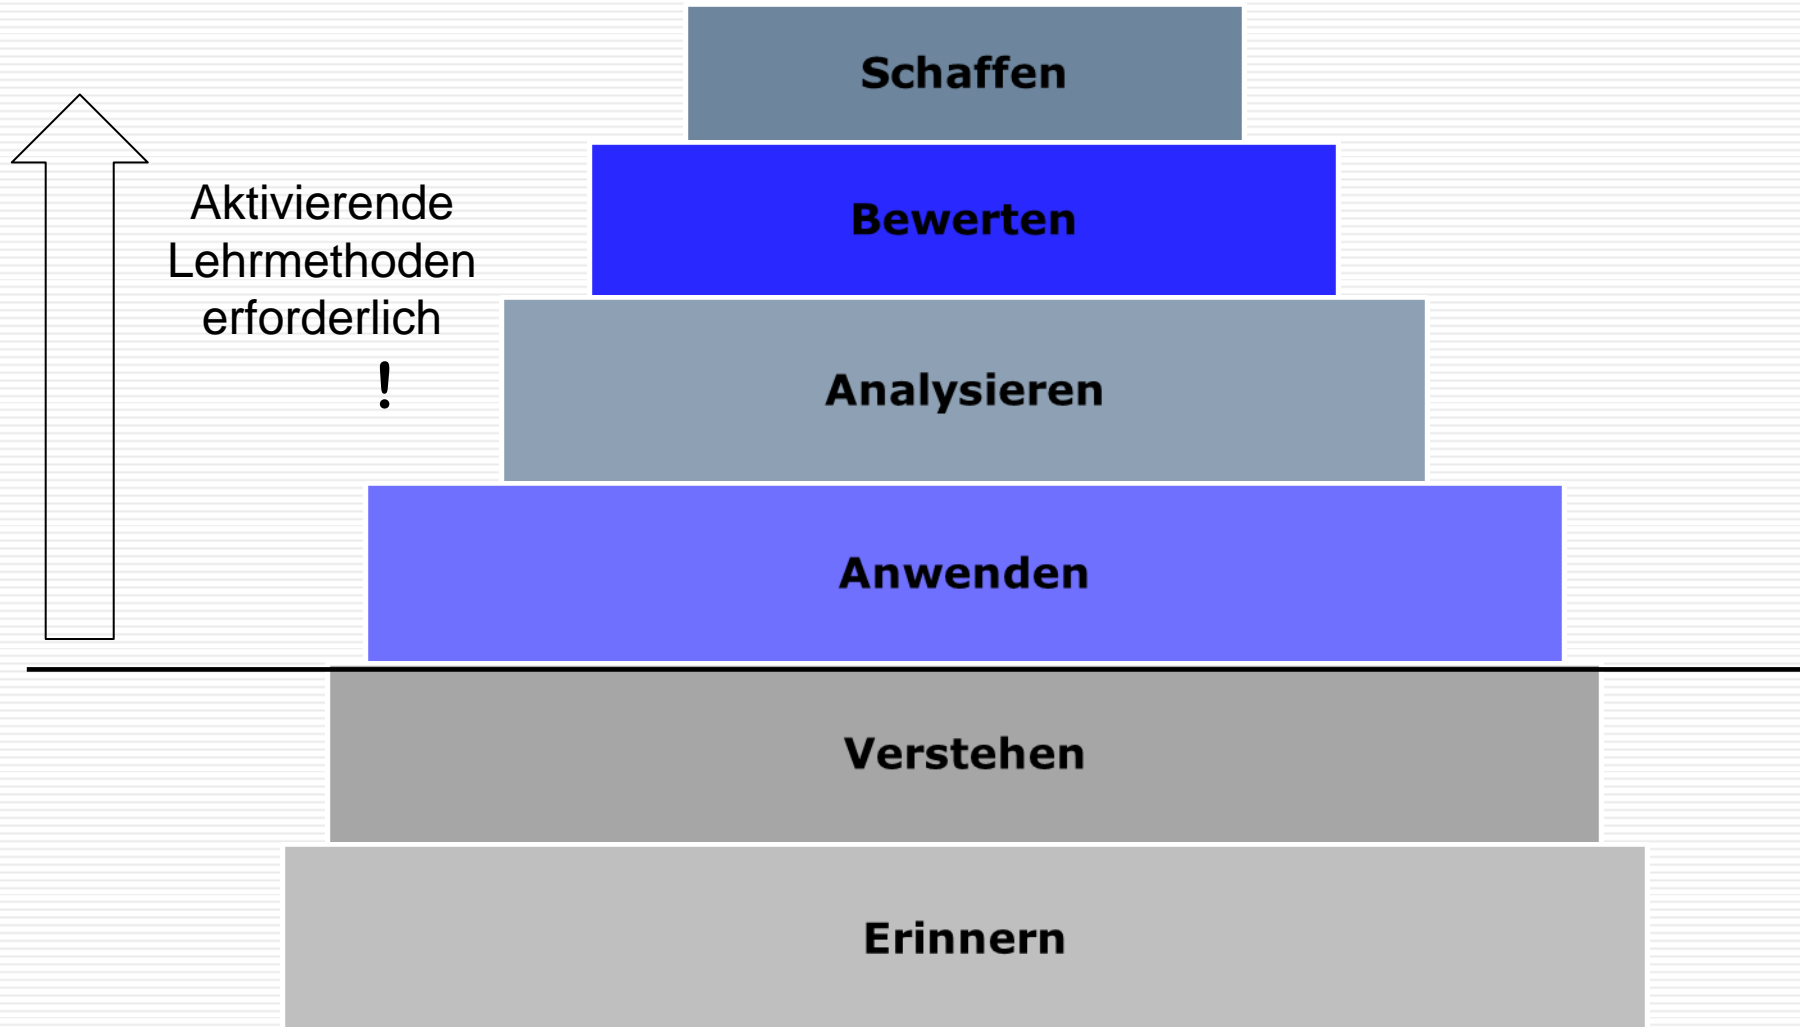 Schaffen
Aktivierende
Lehrmethoden
erforderlich
!
Bewerten
Analysieren
Anwenden
Verstehen
Erinnern